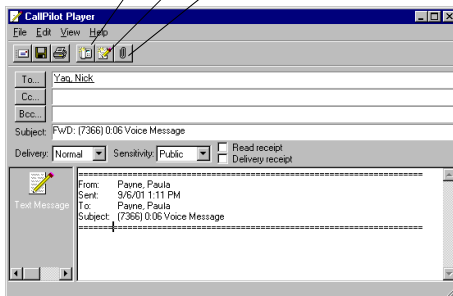 CallPilot Player
File Edit View Help
To... Yaq, Nick
Cc...
Bcc...
Subject: FWD: (7366) 0:06 Voice Message
Delivery: Normal Sensitivity: Public Read receipt
Delivery receipt
Text Message
==================================================
From: Payne, Paula
Sent: 9/6/01 1:11 PM
To: Payne, Paula
Subject: (7366) 0:06 Voice Message
==================================================